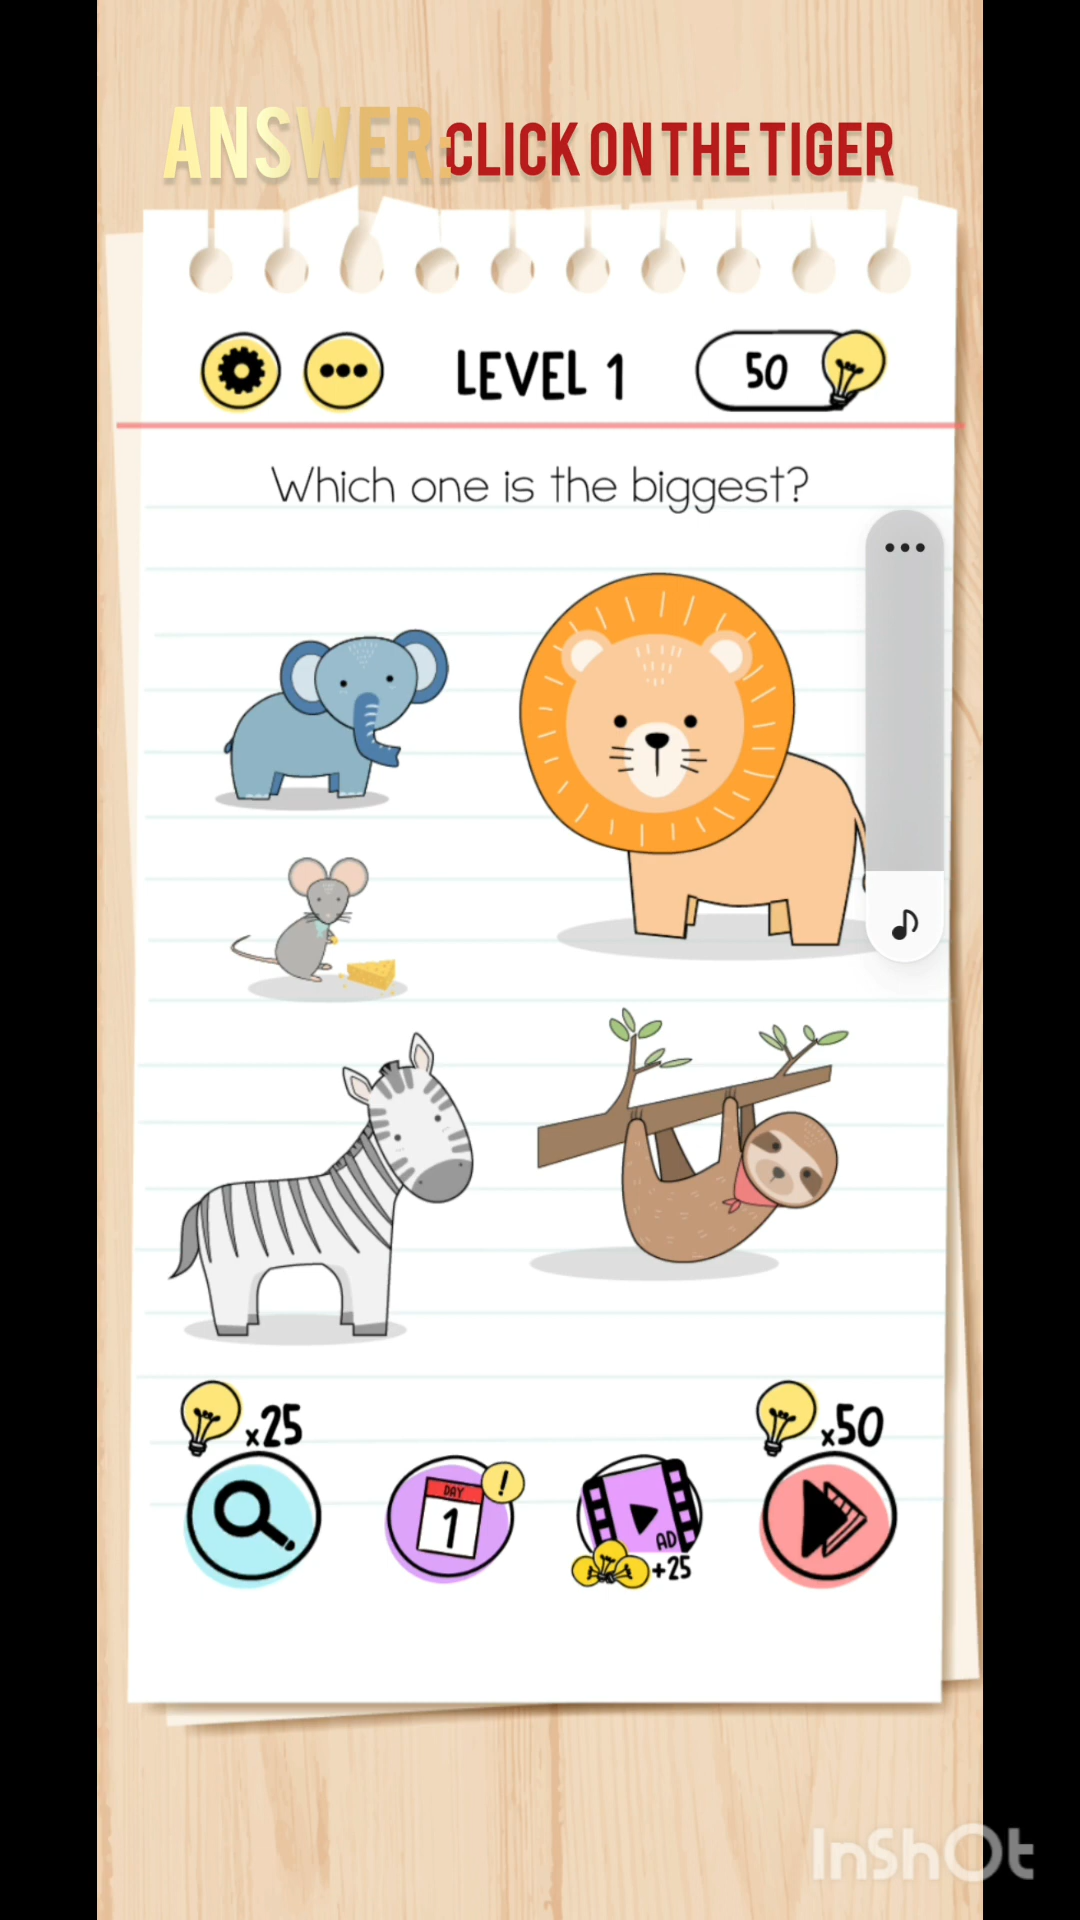 ANSWER: CLICK ON THE TIGER
LEVEL 1
50
Which one is the biggest?
x25
x50
DAY
1
!
AD
+25
InShOt